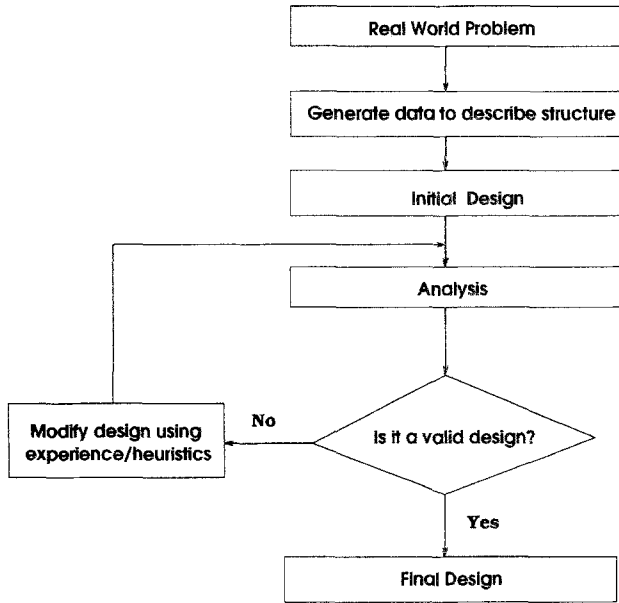 Real World Problem
Generate data to describe structure
Initial Design
Analysis
Is it a valid design?
No
Modify design using
experience/heuristics
Yes
Final Design